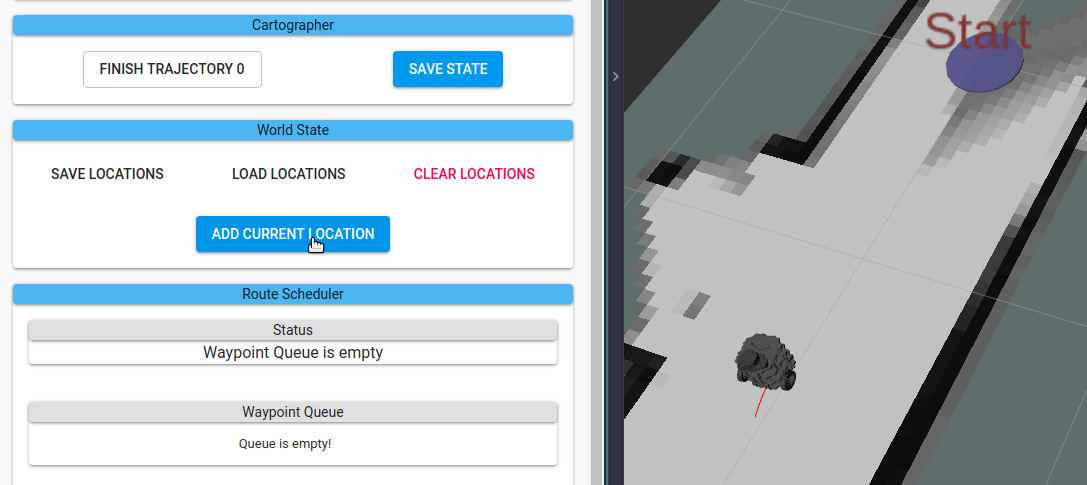 Cartographer
FINISH TRAJECTORY 0
SAVE STATE
World State
SAVE LOCATIONS
LOAD LOCATIONS
CLEAR LOCATIONS
ADD CURRENT LOCATION
Route Scheduler
Status
Waypoint Queue is empty
Waypoint Queue
Queue is empty!
Start